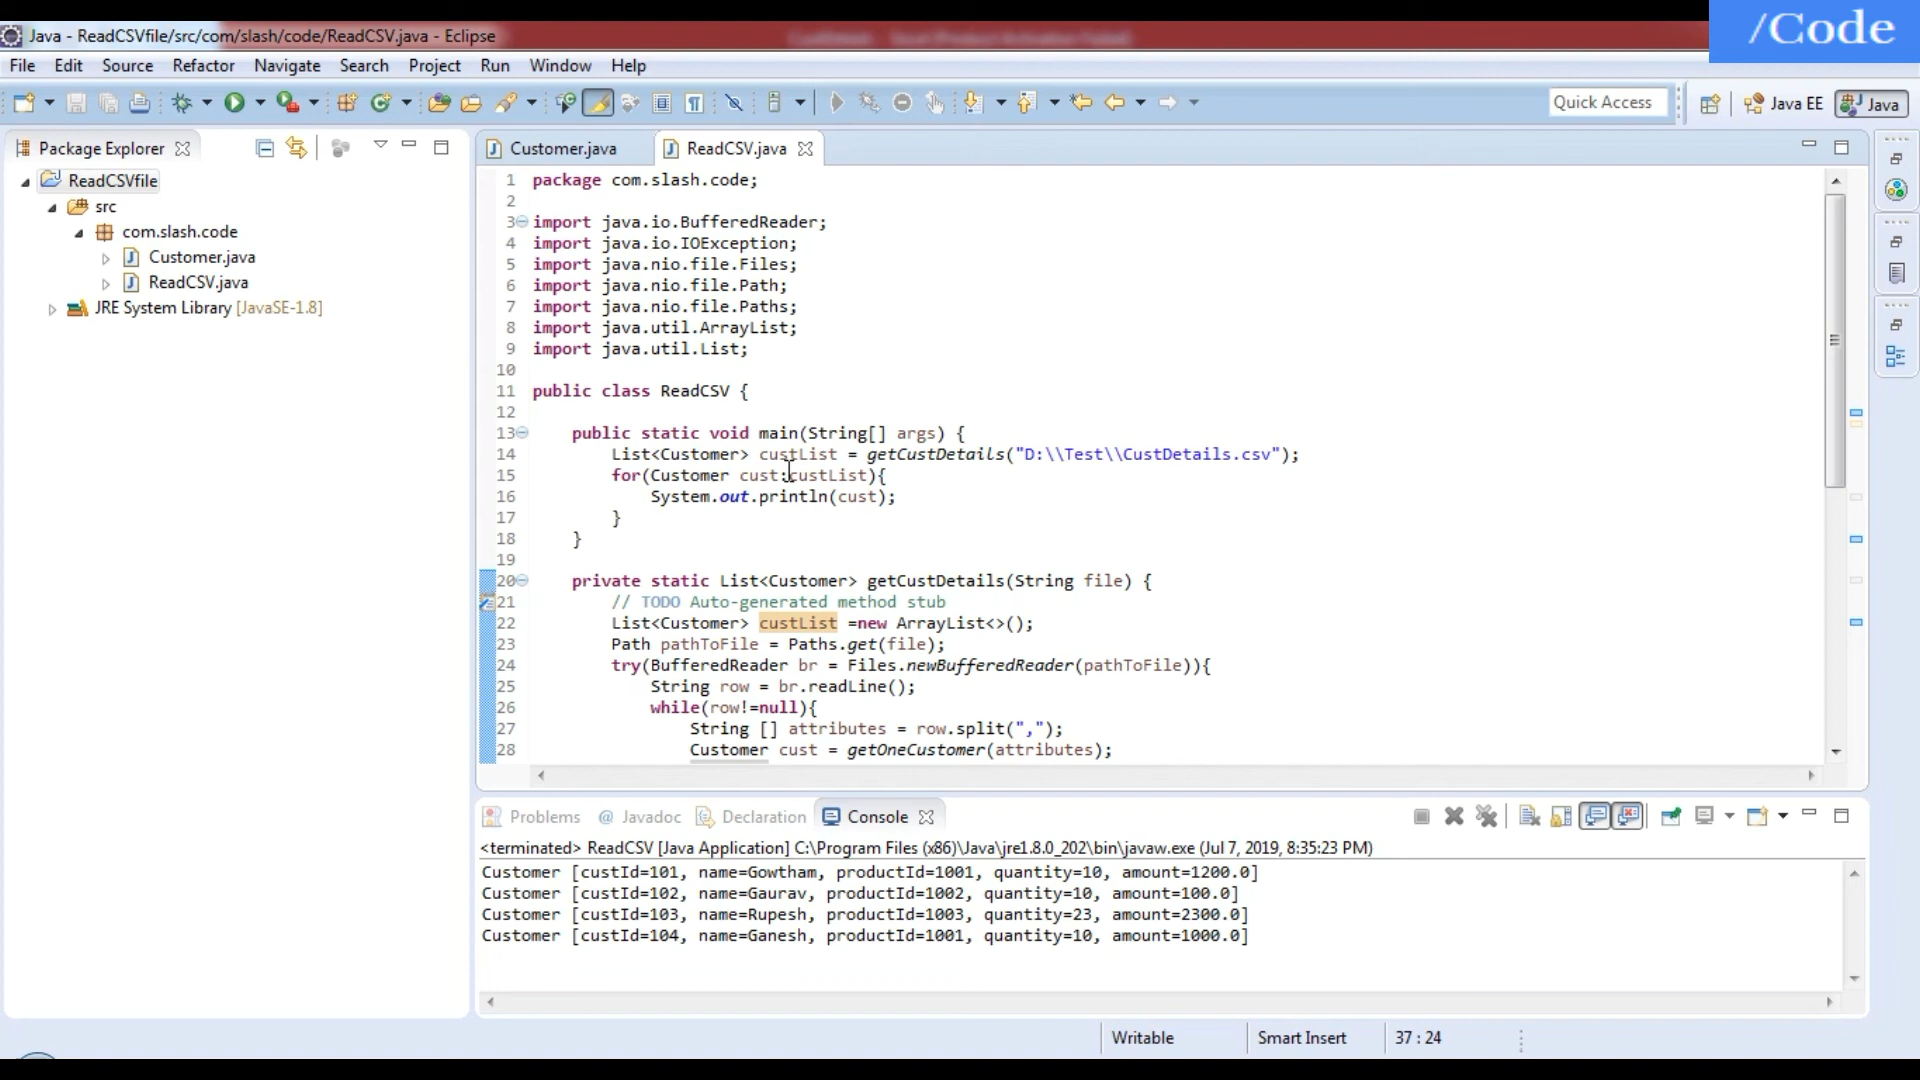 /Code
Java - ReadCSVfile/src/com/slash/code/ReadCSV.java - Eclipse
File Edit Source Refactor Navigate Search Project Run Window Help
Quick Access
Java EE
Java
Package Explorer
ReadCSVfile
src
com.slash.code
Customer.java
ReadCSV.java
JRE System Library [JavaSE-1.8]
Customer.java
ReadCSV.java
1 package com.slash.code;
2
3 import java.io.BufferedReader;
4 import java.io.IOException;
5 import java.nio.file.Files;
6 import java.nio.file.Path;
7 import java.nio.file.Paths;
8 import java.util.ArrayList;
9 import java.util.List;
10
11 public class ReadCSV {
12
13 public static void main(String[] args) {
14 List<Customer> custList = getCustDetails("D:\\Test\\CustDetails.csv");
15 for(Customer cust:custList){
16 System.out.println(cust);
17 }
18 }
19
20 private static List<Customer> getCustDetails(String file) {
21 // TODO Auto-generated method stub
22 List<Customer> custList =new ArrayList<>();
23 Path pathToFile = Paths.get(file);
24 try(BufferedReader br = Files.newBufferedReader(pathToFile)){
25 String row = br.readLine();
26 while(row!=null){
27 String [] attributes = row.split(",");
28 Customer cust = getOneCustomer(attributes);
Problems @ Javadoc Declaration Console
<terminated> ReadCSV [Java Application] C:\Program Files (x86)\Java\jre1.8.0_202\bin\javaw.exe (Jul 7, 2019, 8:35:23 PM)
Customer [custId=101, name=Gowtham, productId=1001, quantity=10, amount=1200.0]
Customer [custId=102, name=Gaurav, productId=1002, quantity=10, amount=100.0]
Customer [custId=103, name=Rupesh, productId=1003, quantity=23, amount=2300.0]
Customer [custId=104, name=Ganesh, productId=1001, quantity=10, amount=1000.0]
Writable
Smart Insert
37 : 24